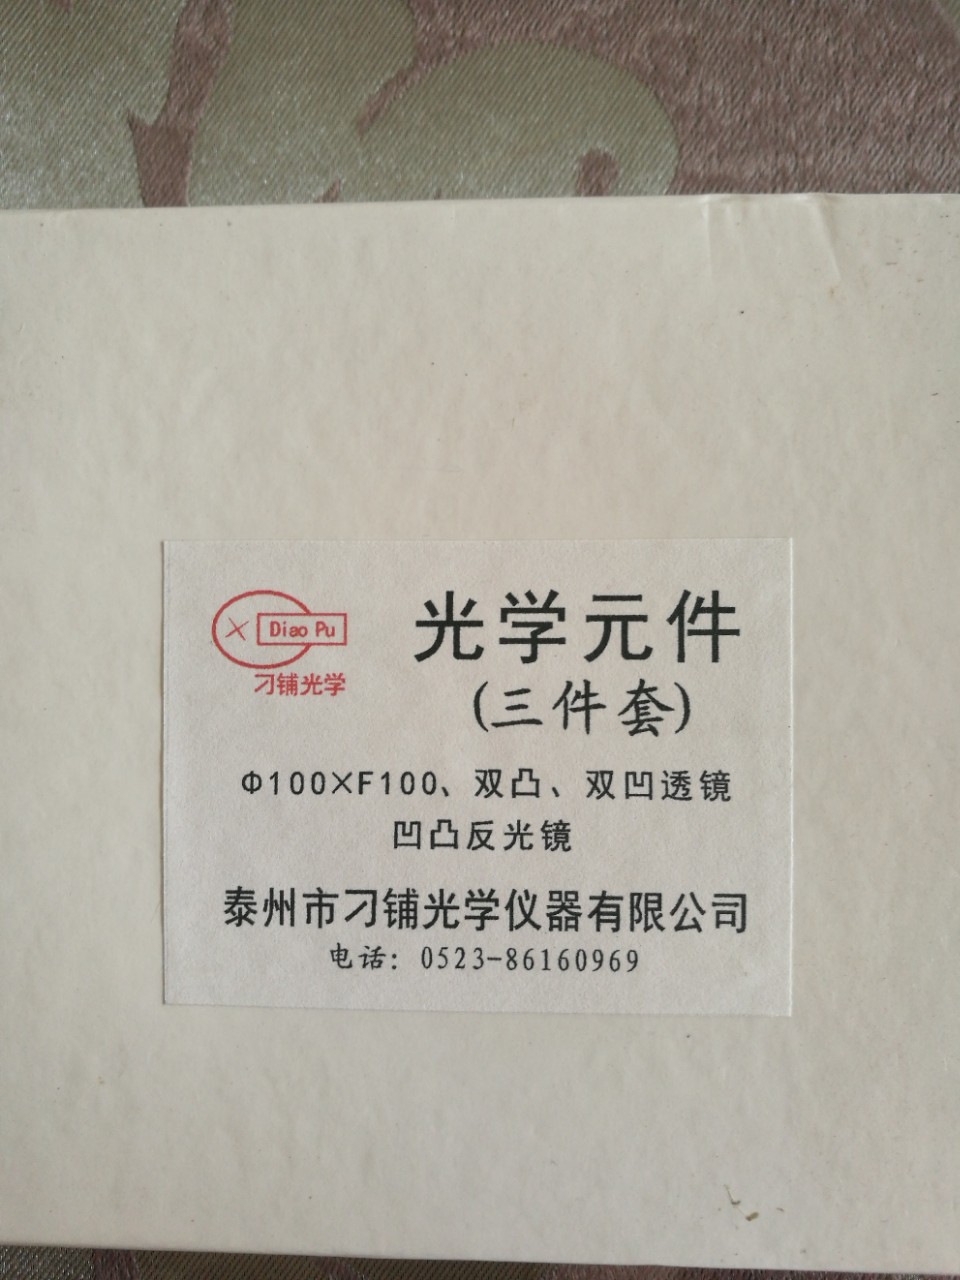 Diao Pu
刁铺光学
光学元件
(三件套)
Φ100×F100、双凸、双凹透镜
凹凸反光镜
泰州市刁铺光学仪器有限公司
电话：0523-86160969